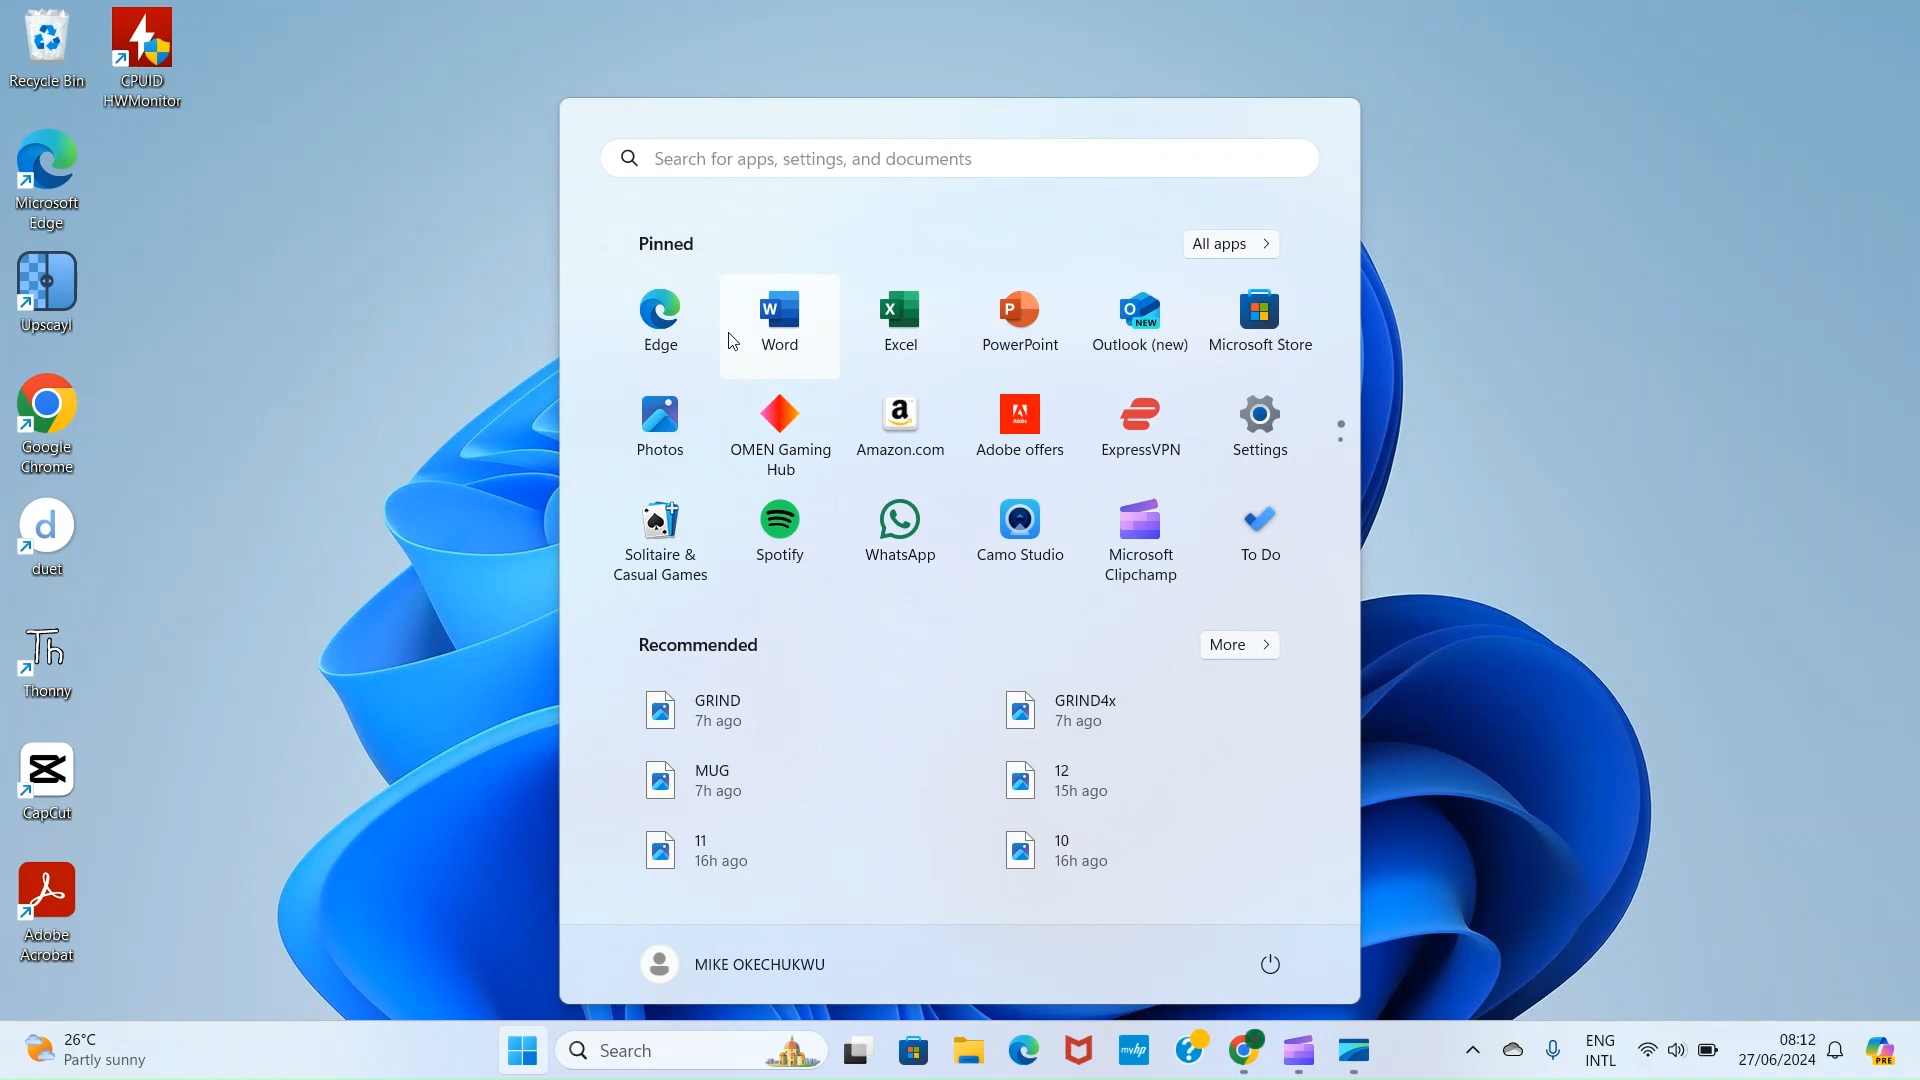 Recycle Bin
CPUID
HWMonitor
Microsoft
Edge
Upscayl
Google
Chrome
duet
Th
Thonny
CapCut
Adobe
Acrobat
Search for apps, settings, and documents
Pinned
All apps
Edge
Word
Excel
PowerPoint
Outlook (new)
Microsoft Store
Photos
OMEN Gaming
Hub
Amazon.com
Adobe offers
ExpressVPN
Settings
Solitaire &
Casual Games
Spotify
WhatsApp
Camo Studio
Microsoft
Clipchamp
To Do
Recommended
More
GRIND
7h ago
GRIND4x
7h ago
MUG
7h ago
12
15h ago
11
16h ago
10
16h ago
MIKE OKECHUKWU
26°C
Partly sunny
Search
myhp
ENG
INTL
08:12
27/06/2024
PRE